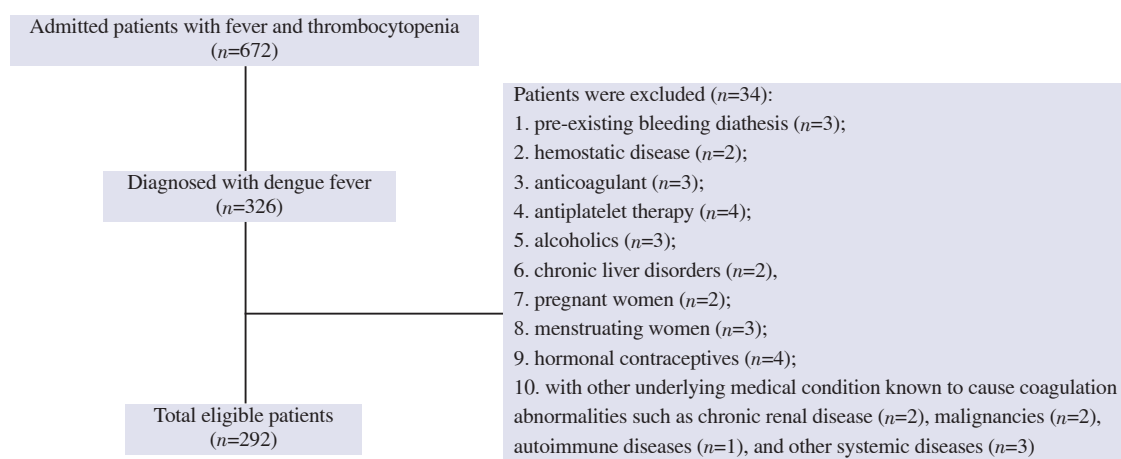 Admitted patients with fever and thrombocytopenia
(n=672)
Patients were excluded (n=34):
1. pre-existing bleeding diathesis (n=3);
2. hemostatic disease (n=2);
3. anticoagulant (n=3);
4. antiplatelet therapy (n=4);
5. alcoholics (n=3);
6. chronic liver disorders (n=2),
7. pregnant women (n=2);
8. menstruating women (n=3);
9. hormonal contraceptives (n=4);
10. with other underlying medical condition known to cause coagulation
abnormalities such as chronic renal disease (n=2), malignancies (n=2),
autoimmune diseases (n=1), and other systemic diseases (n=3)
Diagnosed with dengue fever
(n=326)
Total eligible patients
(n=292)